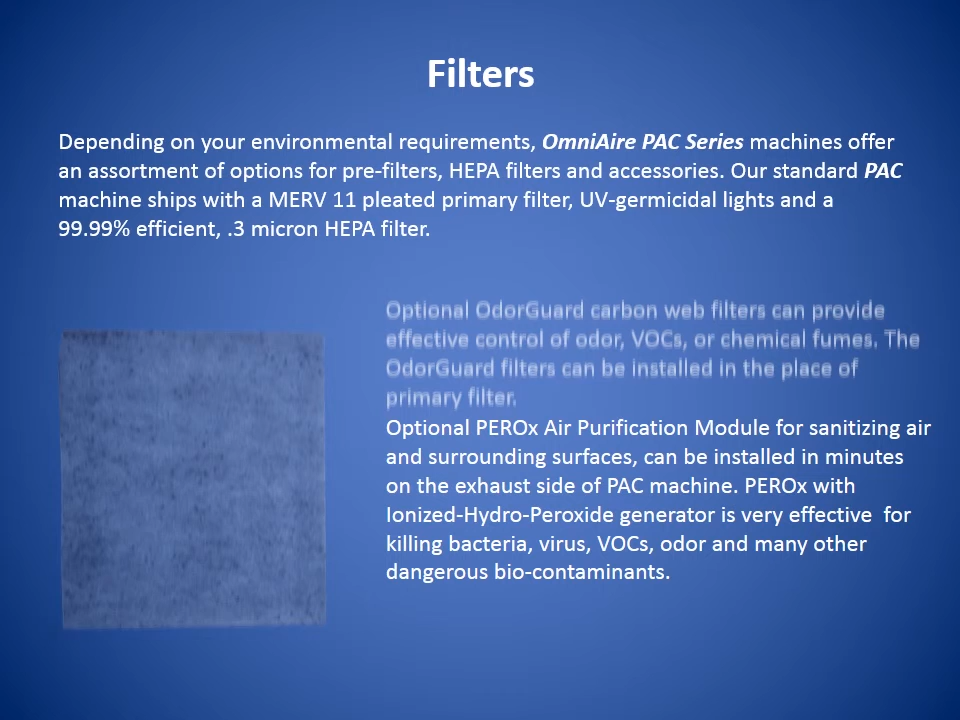 Filters
Depending on your environmental requirements, OmniAire PAC Series machines offer
an assortment of options for pre-filters, HEPA filters and accessories. Our standard PAC
machine ships with a MERV 11 pleated primary filter, UV-germicidal lights and a
99.99% efficient, .3 micron HEPA filter.
Optional OdorGuard carbon web filters can provide
effective control of odor, VOCs, or chemical fumes. The
OdorGuard filters can be installed in the place of
primary filter.
Optional PEROx Air Purification Module for sanitizing air
and surrounding surfaces, can be installed in minutes
on the exhaust side of PAC machine. PEROx with
Ionized-Hydro-Peroxide generator is very effective  for
killing bacteria, virus, VOCs, odor and many other
dangerous bio-contaminants.